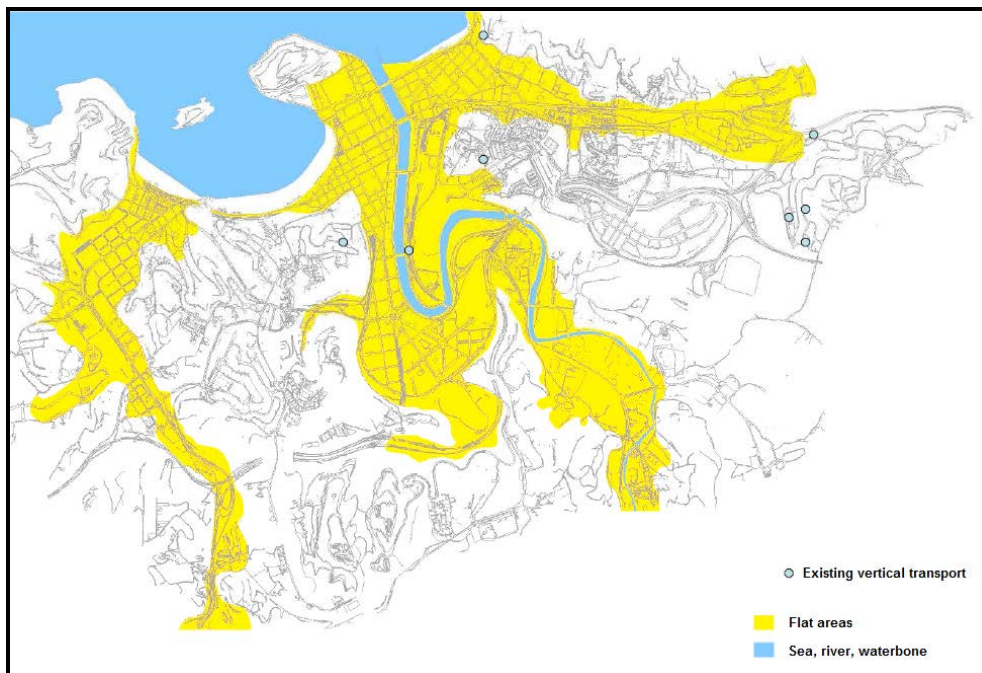 Existing vertical transport
Flat areas
Sea, river, waterbone